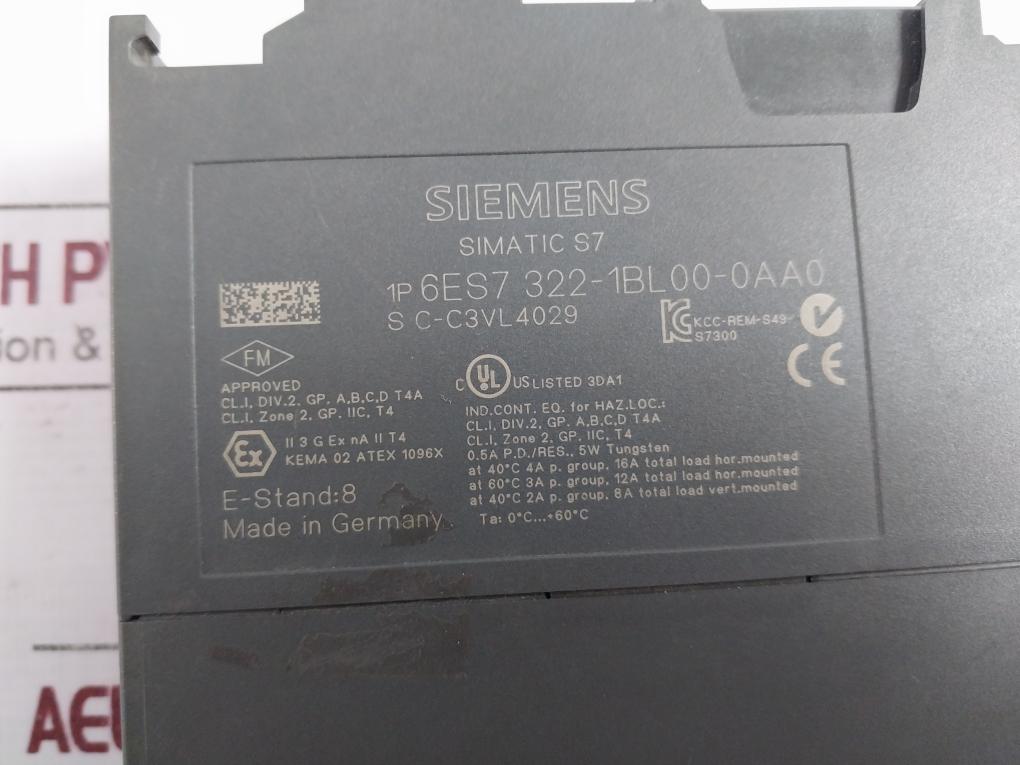 SIEMENS
SIMATIC S7
1P 6ES7 322-1BL00-0AA0
S C-C3VL4029
KCC-REM-S49-
S7300
FM
APPROVED
CL.I, DIV.2, GP. A,B,C,D T4A
CL.I, Zone 2, GP. IIC, T4
Ex
II 3 G Ex nA II T4
KEMA 02 ATEX 1096X
E-Stand:8
Made in Germany
C UL US LISTED 3DA1
IND.CONT. EQ. for HAZ.LOC.:
CL.I, DIV.2, GP. A,B,C,D T4A
CL.I, Zone 2, GP. IIC, T4
0.5A P.D./RES., 5W Tungsten
at 40°C 4A p. group, 16A total load hor.mounted
at 60°C 3A p. group, 12A total load hor.mounted
at 40°C 2A p. group, 8A total load vert.mounted
Ta: 0°C...+60°C
CE
H P
ion &
AE